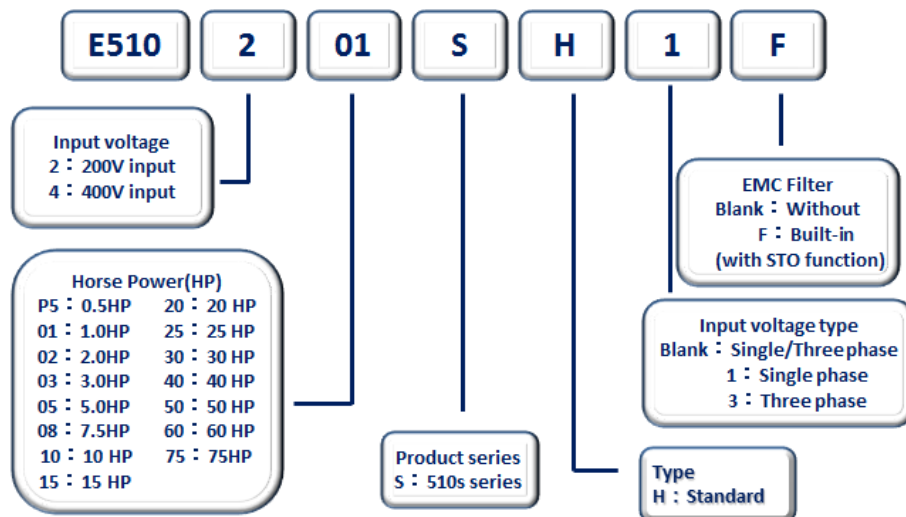 E510 2 01 S H 1 F
Input voltage
2：200V input
4：400V input
EMC Filter
Blank：Without
F：Built-in
(with STO function)
Horse Power(HP)
P5：0.5HP 20：20 HP
01：1.0HP 25：25 HP
02：2.0HP 30：30 HP
03：3.0HP 40：40 HP
05：5.0HP 50：50 HP
08：7.5HP 60：60 HP
10：10 HP 75：75HP
15：15 HP
Input voltage type
Blank：Single/Three phase
1：Single phase
3：Three phase
Product series
S：510s series
Type
H：Standard